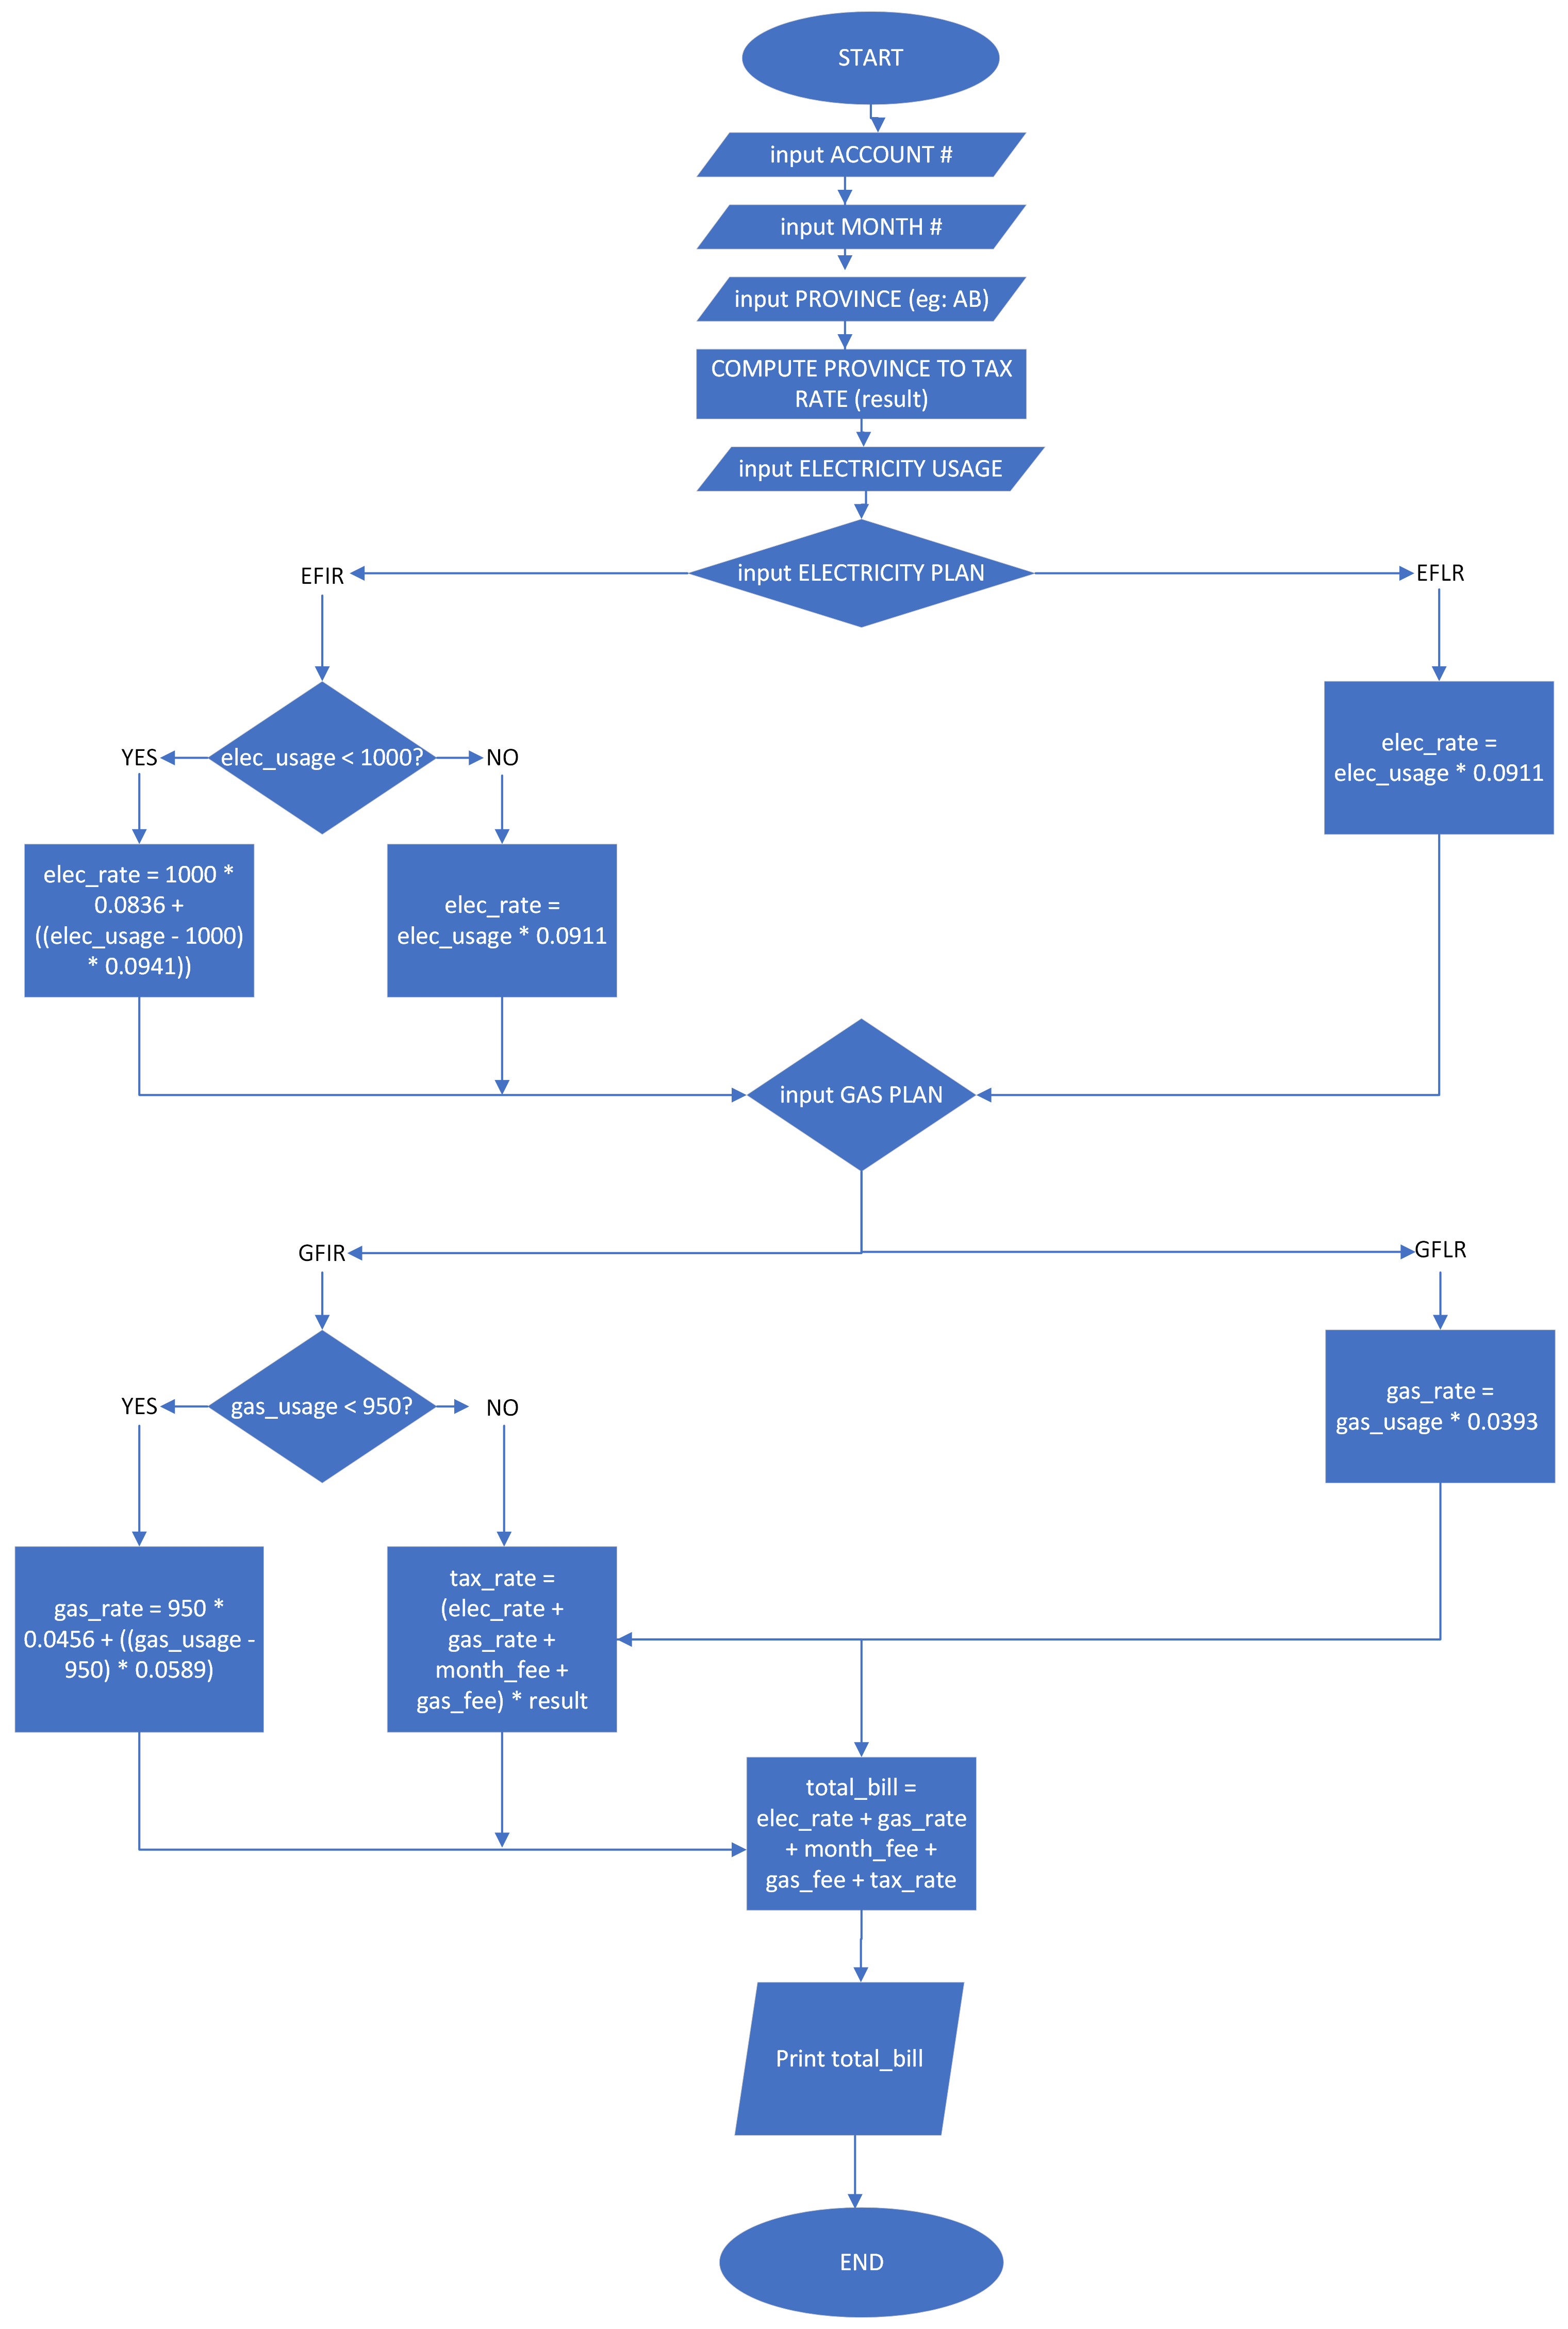 START
input ACCOUNT #
input MONTH #
input PROVINCE (eg: AB)
COMPUTE PROVINCE TO TAX
RATE (result)
input ELECTRICITY USAGE
input ELECTRICITY PLAN
EFIR
EFLR
elec_usage < 1000?
YES
NO
elec_rate =
elec_usage * 0.0911
elec_rate = 1000 *
0.0836 +
((elec_usage - 1000)
* 0.0941))
elec_rate =
elec_usage * 0.0911
input GAS PLAN
GFIR
GFLR
gas_usage < 950?
YES
NO
gas_rate =
gas_usage * 0.0393
gas_rate = 950 *
0.0456 + ((gas_usage -
950) * 0.0589)
tax_rate =
(elec_rate +
gas_rate +
month_fee +
gas_fee) * result
total_bill =
elec_rate + gas_rate
+ month_fee +
gas_fee + tax_rate
Print total_bill
END